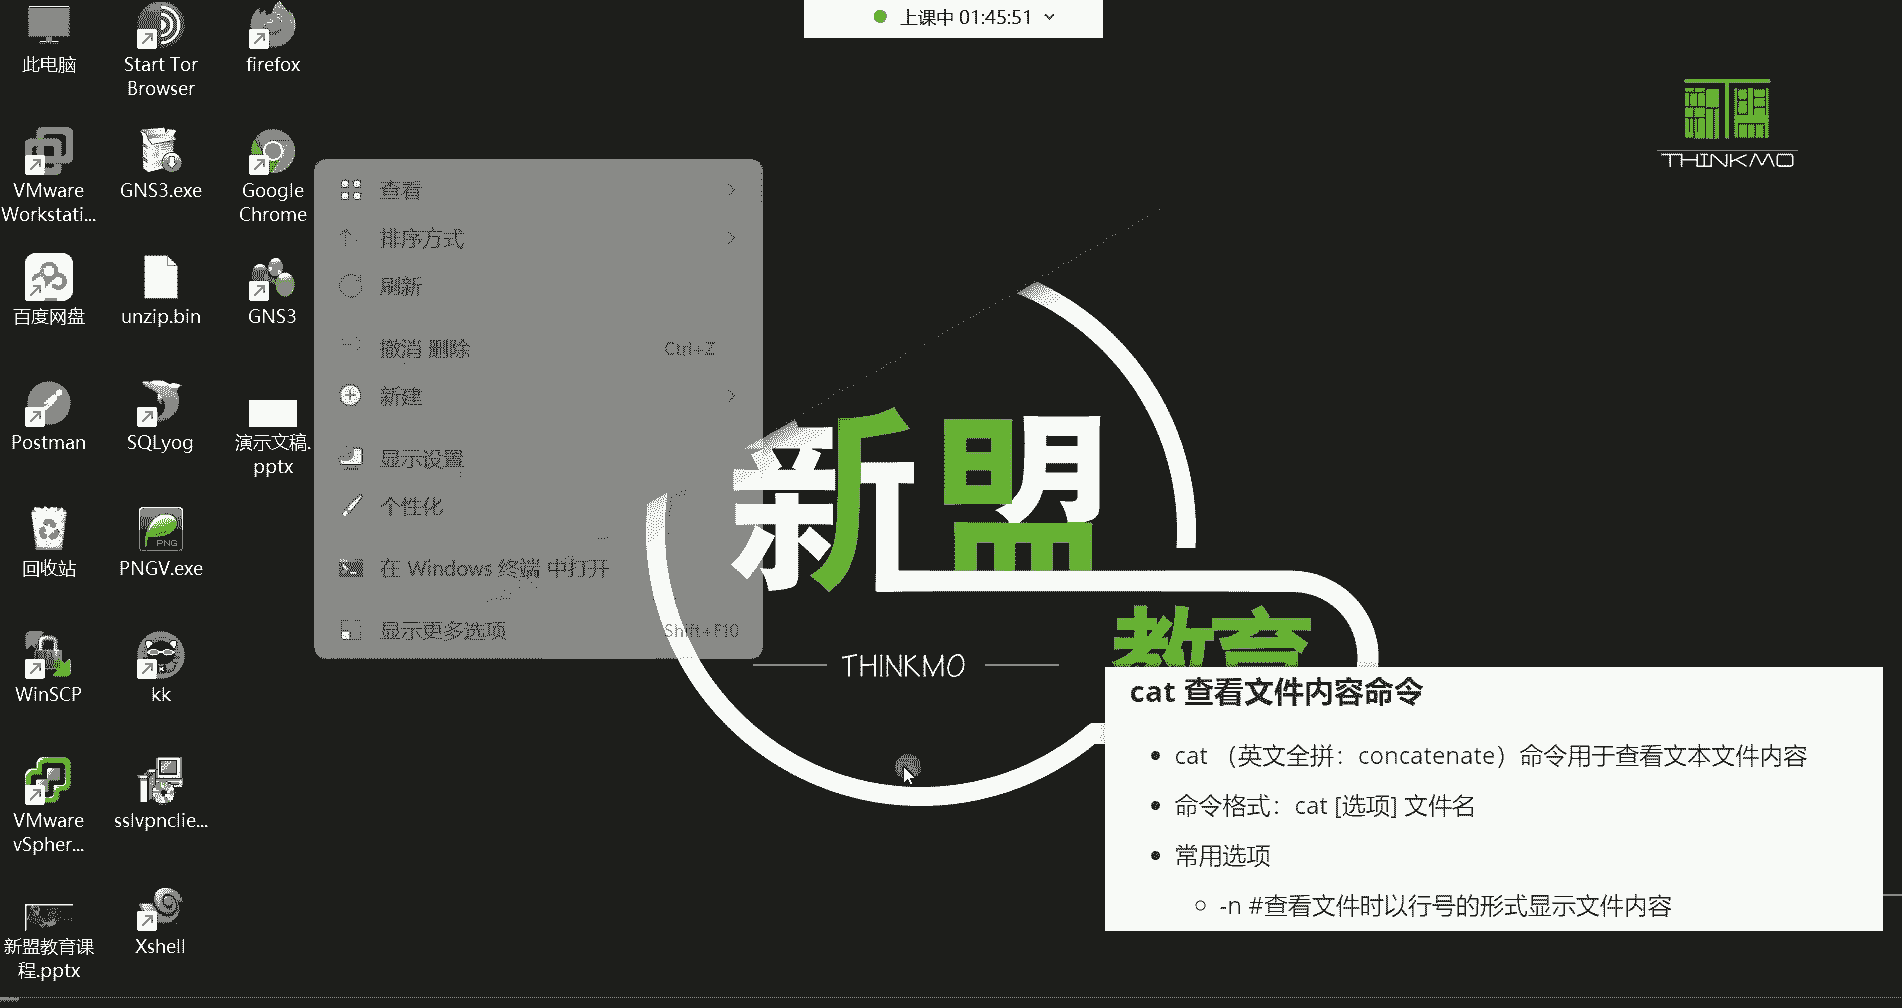 上课中 01:45:51
此电脑
Start Tor
Browser
firefox
THINKMO
VMware
Workstati...
GNS3.exe
Google
Chrome
百度网盘
unzip.bin
GNS3
Postman
SQLyog
演示文稿.
pptx
回收站
PNG
PNGV.exe
WinSCP
kk
VMware
vSpher...
sslvpnclie...
新盟教育课
程.pptx
Xshell
查看
排序方式
刷新
撤消 删除 Ctrl+Z
新建
显示设置
个性化
在 Windows 终端 中打开
显示更多选项 Shift+F10
新盟
教育
THINKMO
cat 查看文件内容命令
• cat （英文全拼：concatenate）命令用于查看文本文件内容
• 命令格式：cat [选项] 文件名
• 常用选项
○ -n #查看文件时以行号的形式显示文件内容